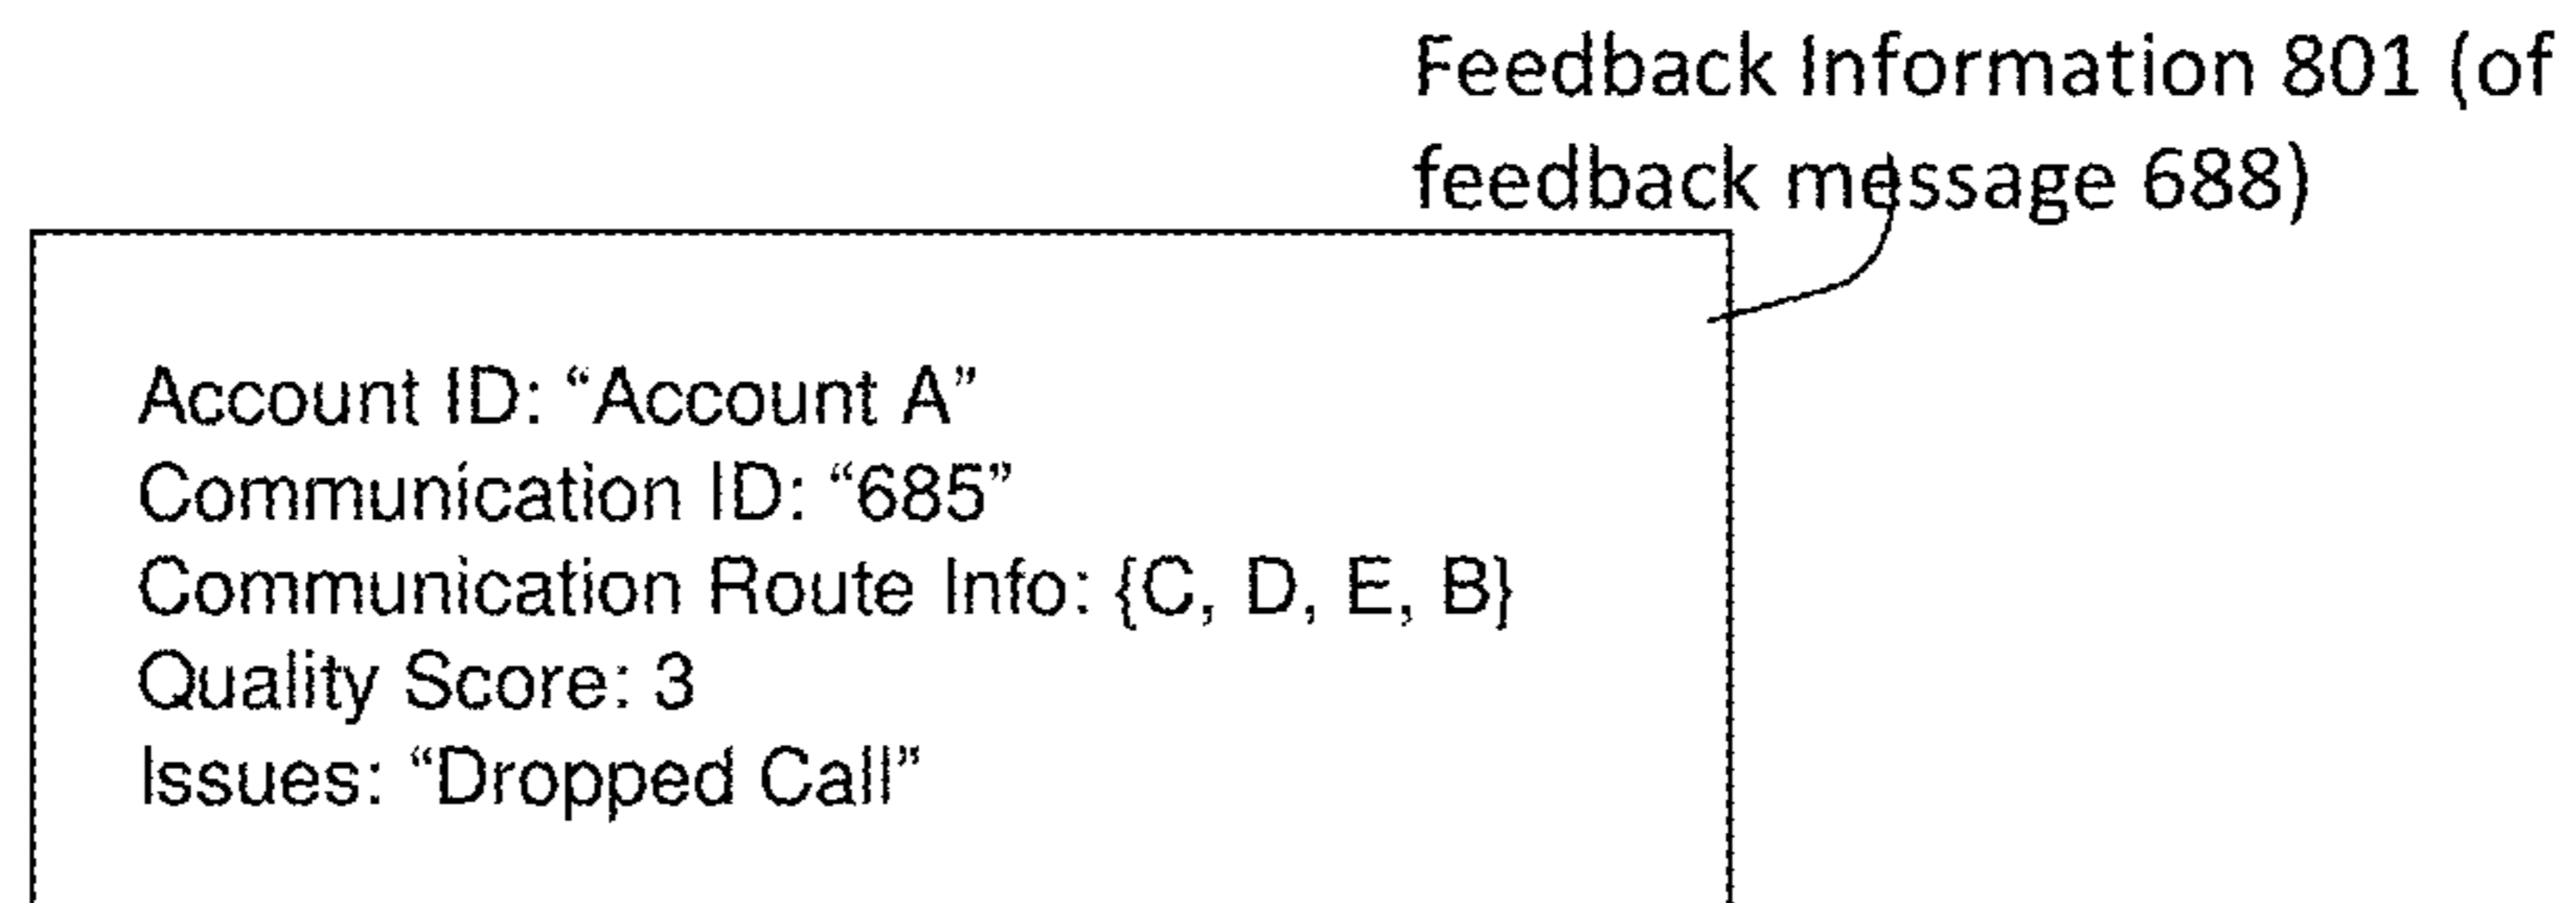 Feedback Information 801 (of
feedback message 688)
Account ID: “Account A”
Communication ID: “685”
Communication Route Info: {C, D, E, B}
Quality Score: 3
Issues: “Dropped Call”